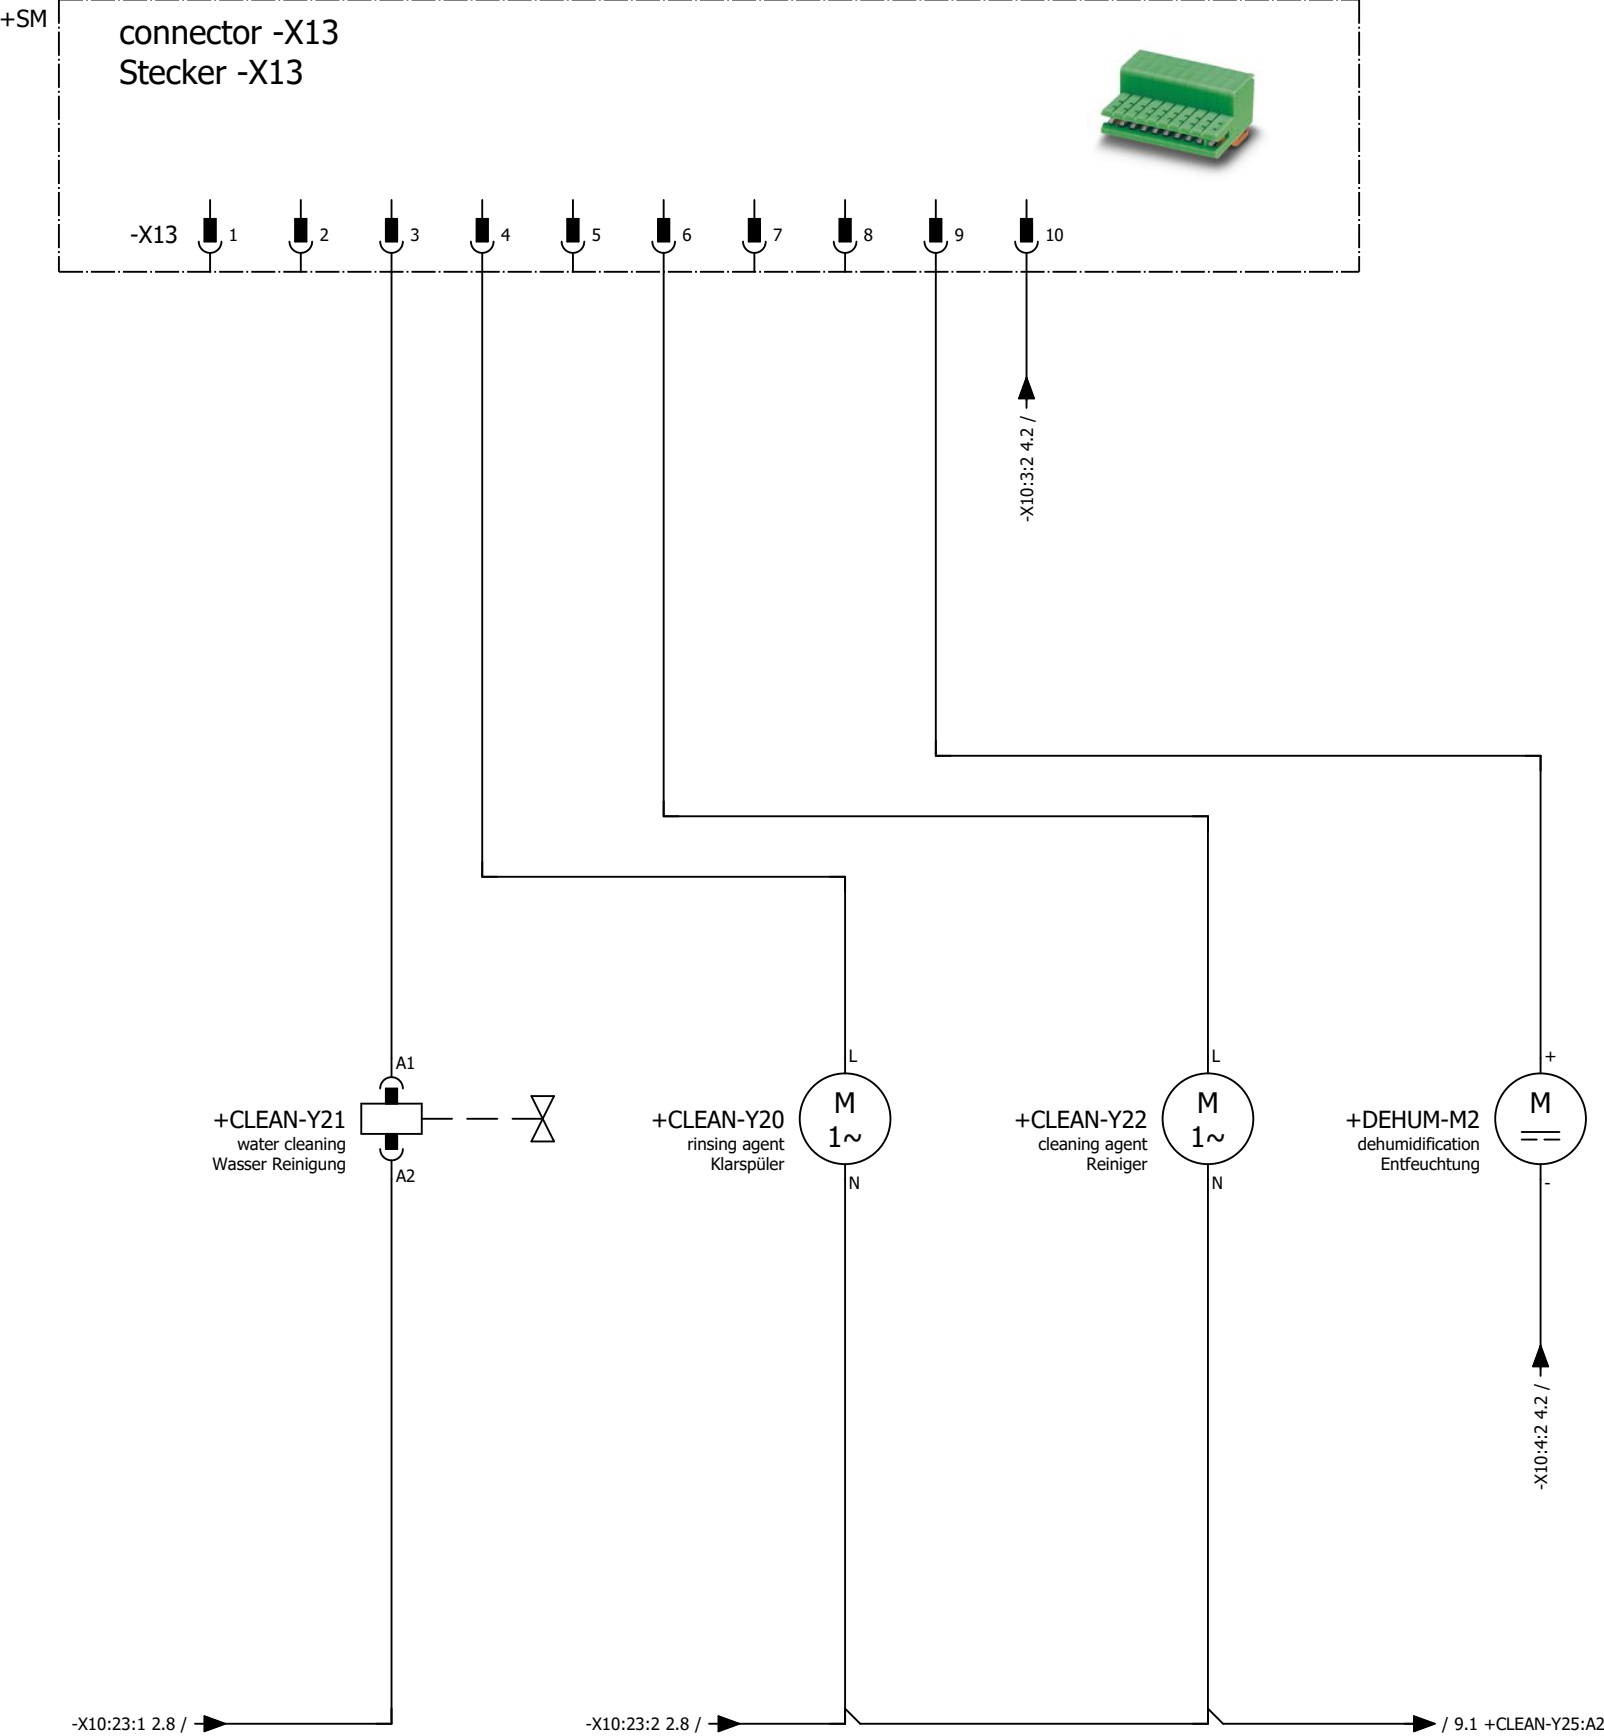 +SM
connector -X13
Stecker -X13
-X13 1 2 3 4 5 6 7 8 9 10
-X10:3:2 4.2 /
A1
+CLEAN-Y21
water cleaning
Wasser Reinigung
A2
L
M
1~
+CLEAN-Y20
rinsing agent
Klarspüler
N
L
M
1~
+CLEAN-Y22
cleaning agent
Reiniger
N
+
M
+DEHUM-M2
dehumidification
Entfeuchtung
-
-X10:4:2 4.2 /
-X10:23:1 2.8 /
-X10:23:2 2.8 /
/ 9.1 +CLEAN-Y25:A2